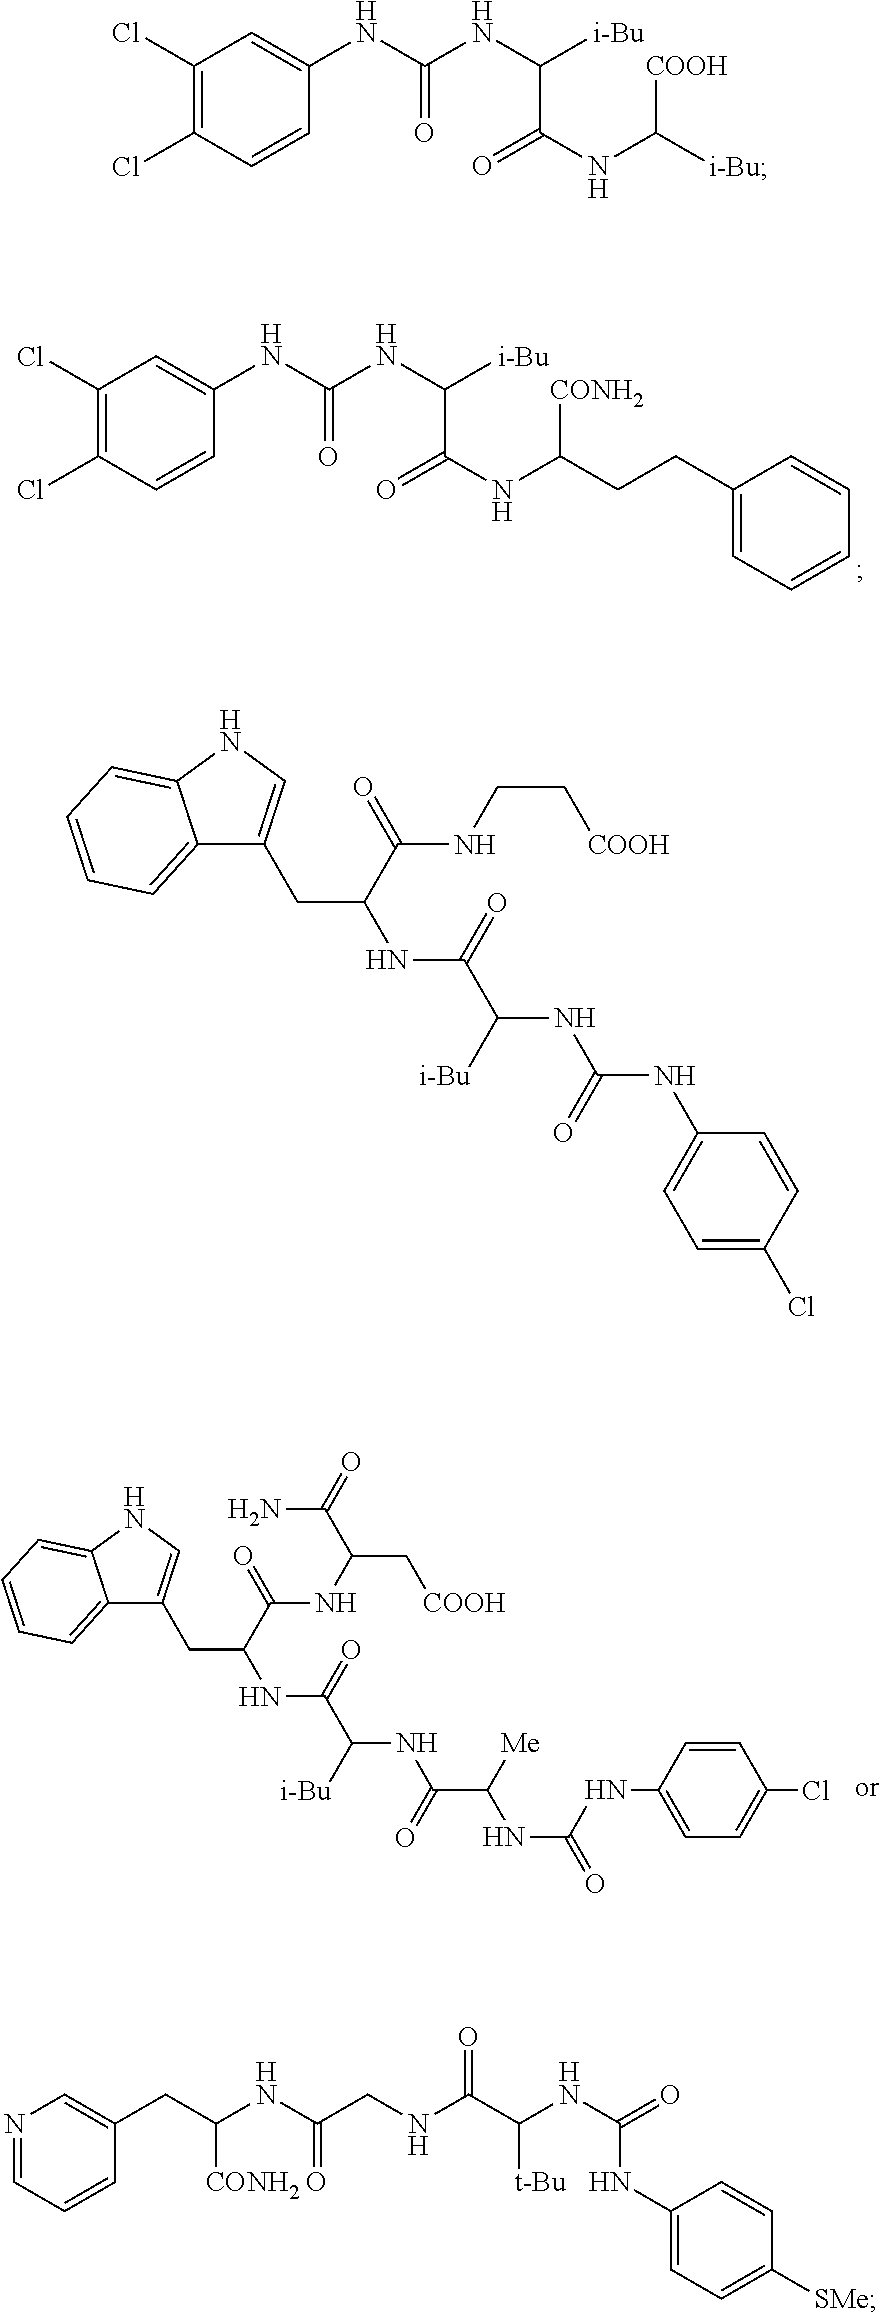 H H
Cl N N i-Bu
COOH
O
Cl O N i-Bu;
H
H H
Cl N N i-Bu
CONH2
O
Cl O N
H
;
H
N
O
NH COOH
O
HN
NH
i-Bu NH
O
Cl
O
H H2N
N
O
NH COOH
O
HN
NH Me
i-Bu HN Cl or
O HN
O
O
H H
N N N O
N
H
CONH2 O t-Bu HN
SMe;